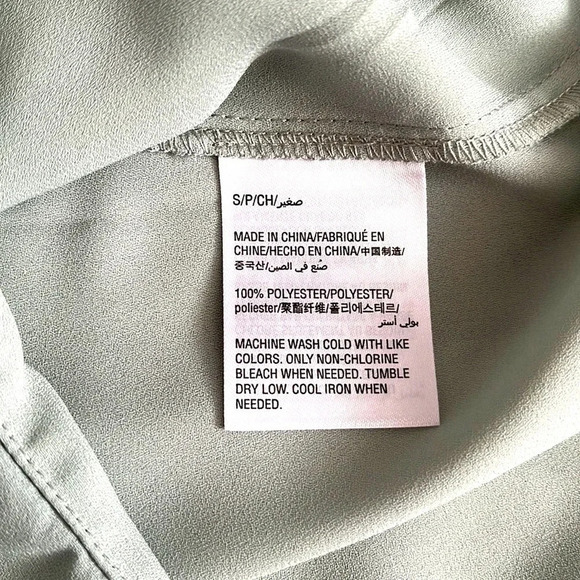 S/P/CH/صغير
MADE IN CHINA/FABRIQUÉ EN
CHINE/HECHO EN CHINA/中国制造/
중국산/صُنع في الصين/
100% POLYESTER/POLYESTER/
poliester/聚酯纤维/폴리에스테르/
بولي أستر
MACHINE WASH COLD WITH LIKE
COLORS. ONLY NON-CHLORINE
BLEACH WHEN NEEDED. TUMBLE
DRY LOW. COOL IRON WHEN
NEEDED.